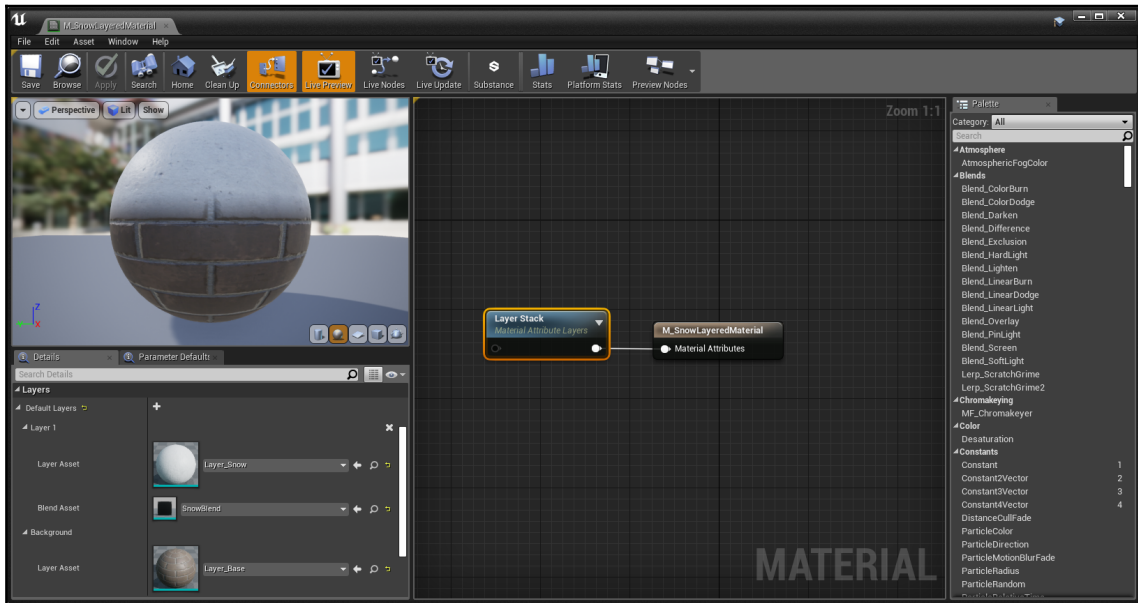 M_SnowLayeredMaterial
File Edit Asset Window Help
Save Browse Apply Search Home Clean Up Connectors Live Preview Live Nodes Live Update Substance Stats Platform Stats Preview Nodes
Perspective Lit Show
Zoom 1:1
Z
X
Layer Stack
Material Attribute Layers
M_SnowLayeredMaterial
Material Attributes
MATERIAL
Details Parameter Defaults
Search Details
Layers
Default Layers
Layer 1
Layer Asset Layer_Snow
Blend Asset SnowBlend
Background
Layer Asset Layer_Base
Palette
Category: All
Search
Atmosphere
AtmosphericFogColor
Blends
Blend_ColorBurn
Blend_ColorDodge
Blend_Darken
Blend_Difference
Blend_Exclusion
Blend_HardLight
Blend_Lighten
Blend_LinearBurn
Blend_LinearDodge
Blend_LinearLight
Blend_Overlay
Blend_PinLight
Blend_Screen
Blend_SoftLight
Lerp_ScratchGrime
Lerp_ScratchGrime2
Chromakeying
MF_Chromakeyer
Color
Desaturation
Constants
Constant 1
Constant2Vector 2
Constant3Vector 3
Constant4Vector 4
DistanceCullFade
ParticleColor
ParticleDirection
ParticleMotionBlurFade
ParticleRadius
ParticleRandom